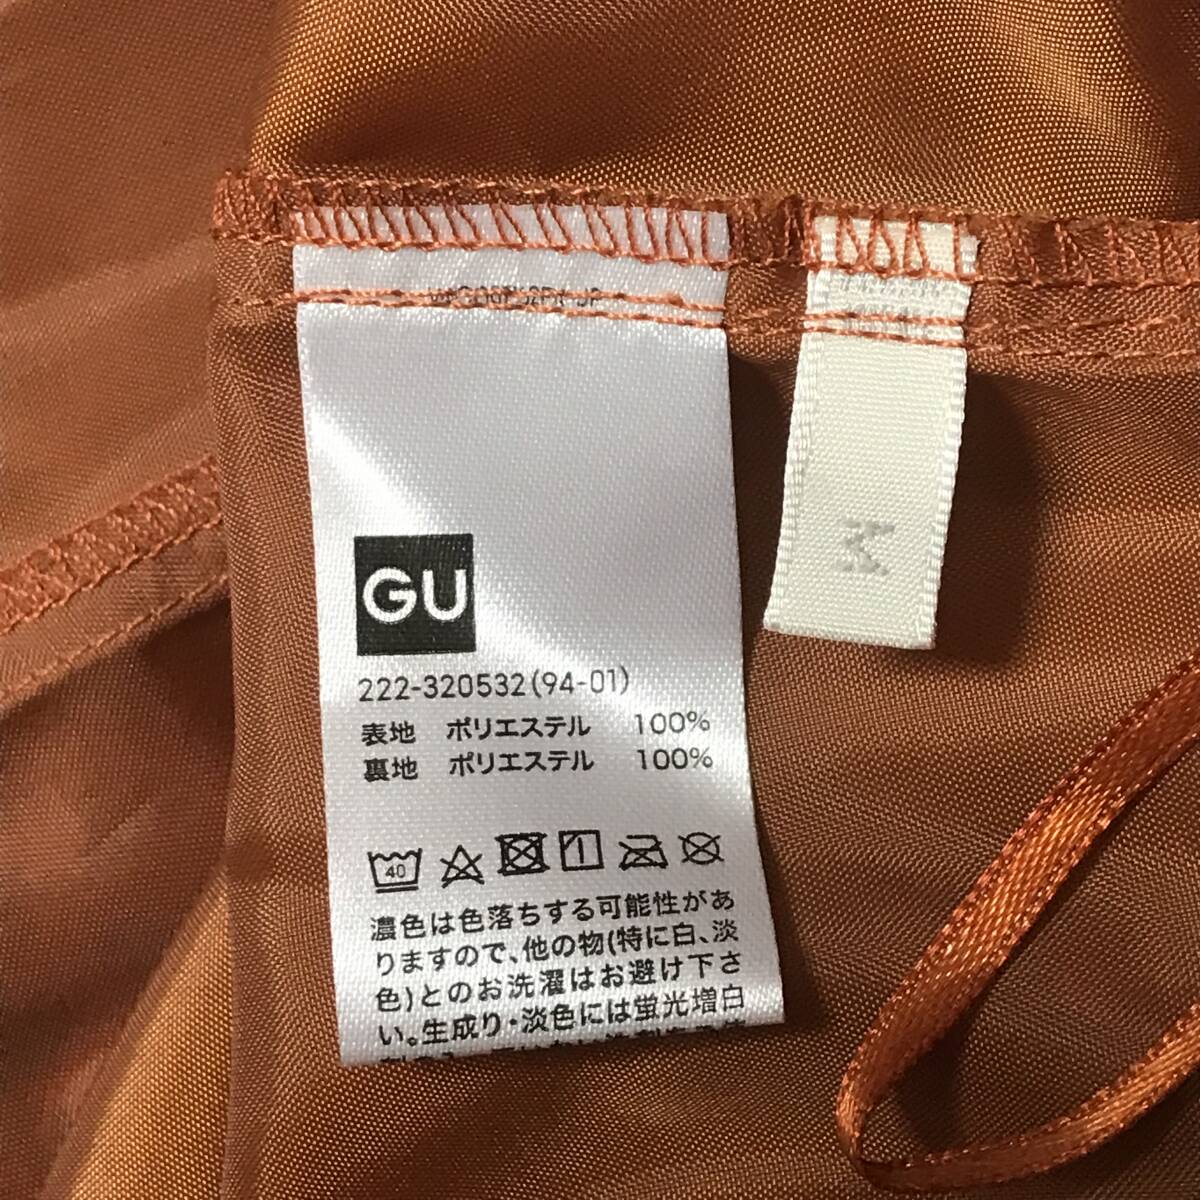 GU
222-320532(94-01)
表地 ポリエステル 100%
裏地 ポリエステル 100%
40
濃色は色落ちする可能性があ
りますので、他の物(特に白、淡
色)とのお洗濯はお避け下さ
い。生成り・淡色には蛍光増白
M